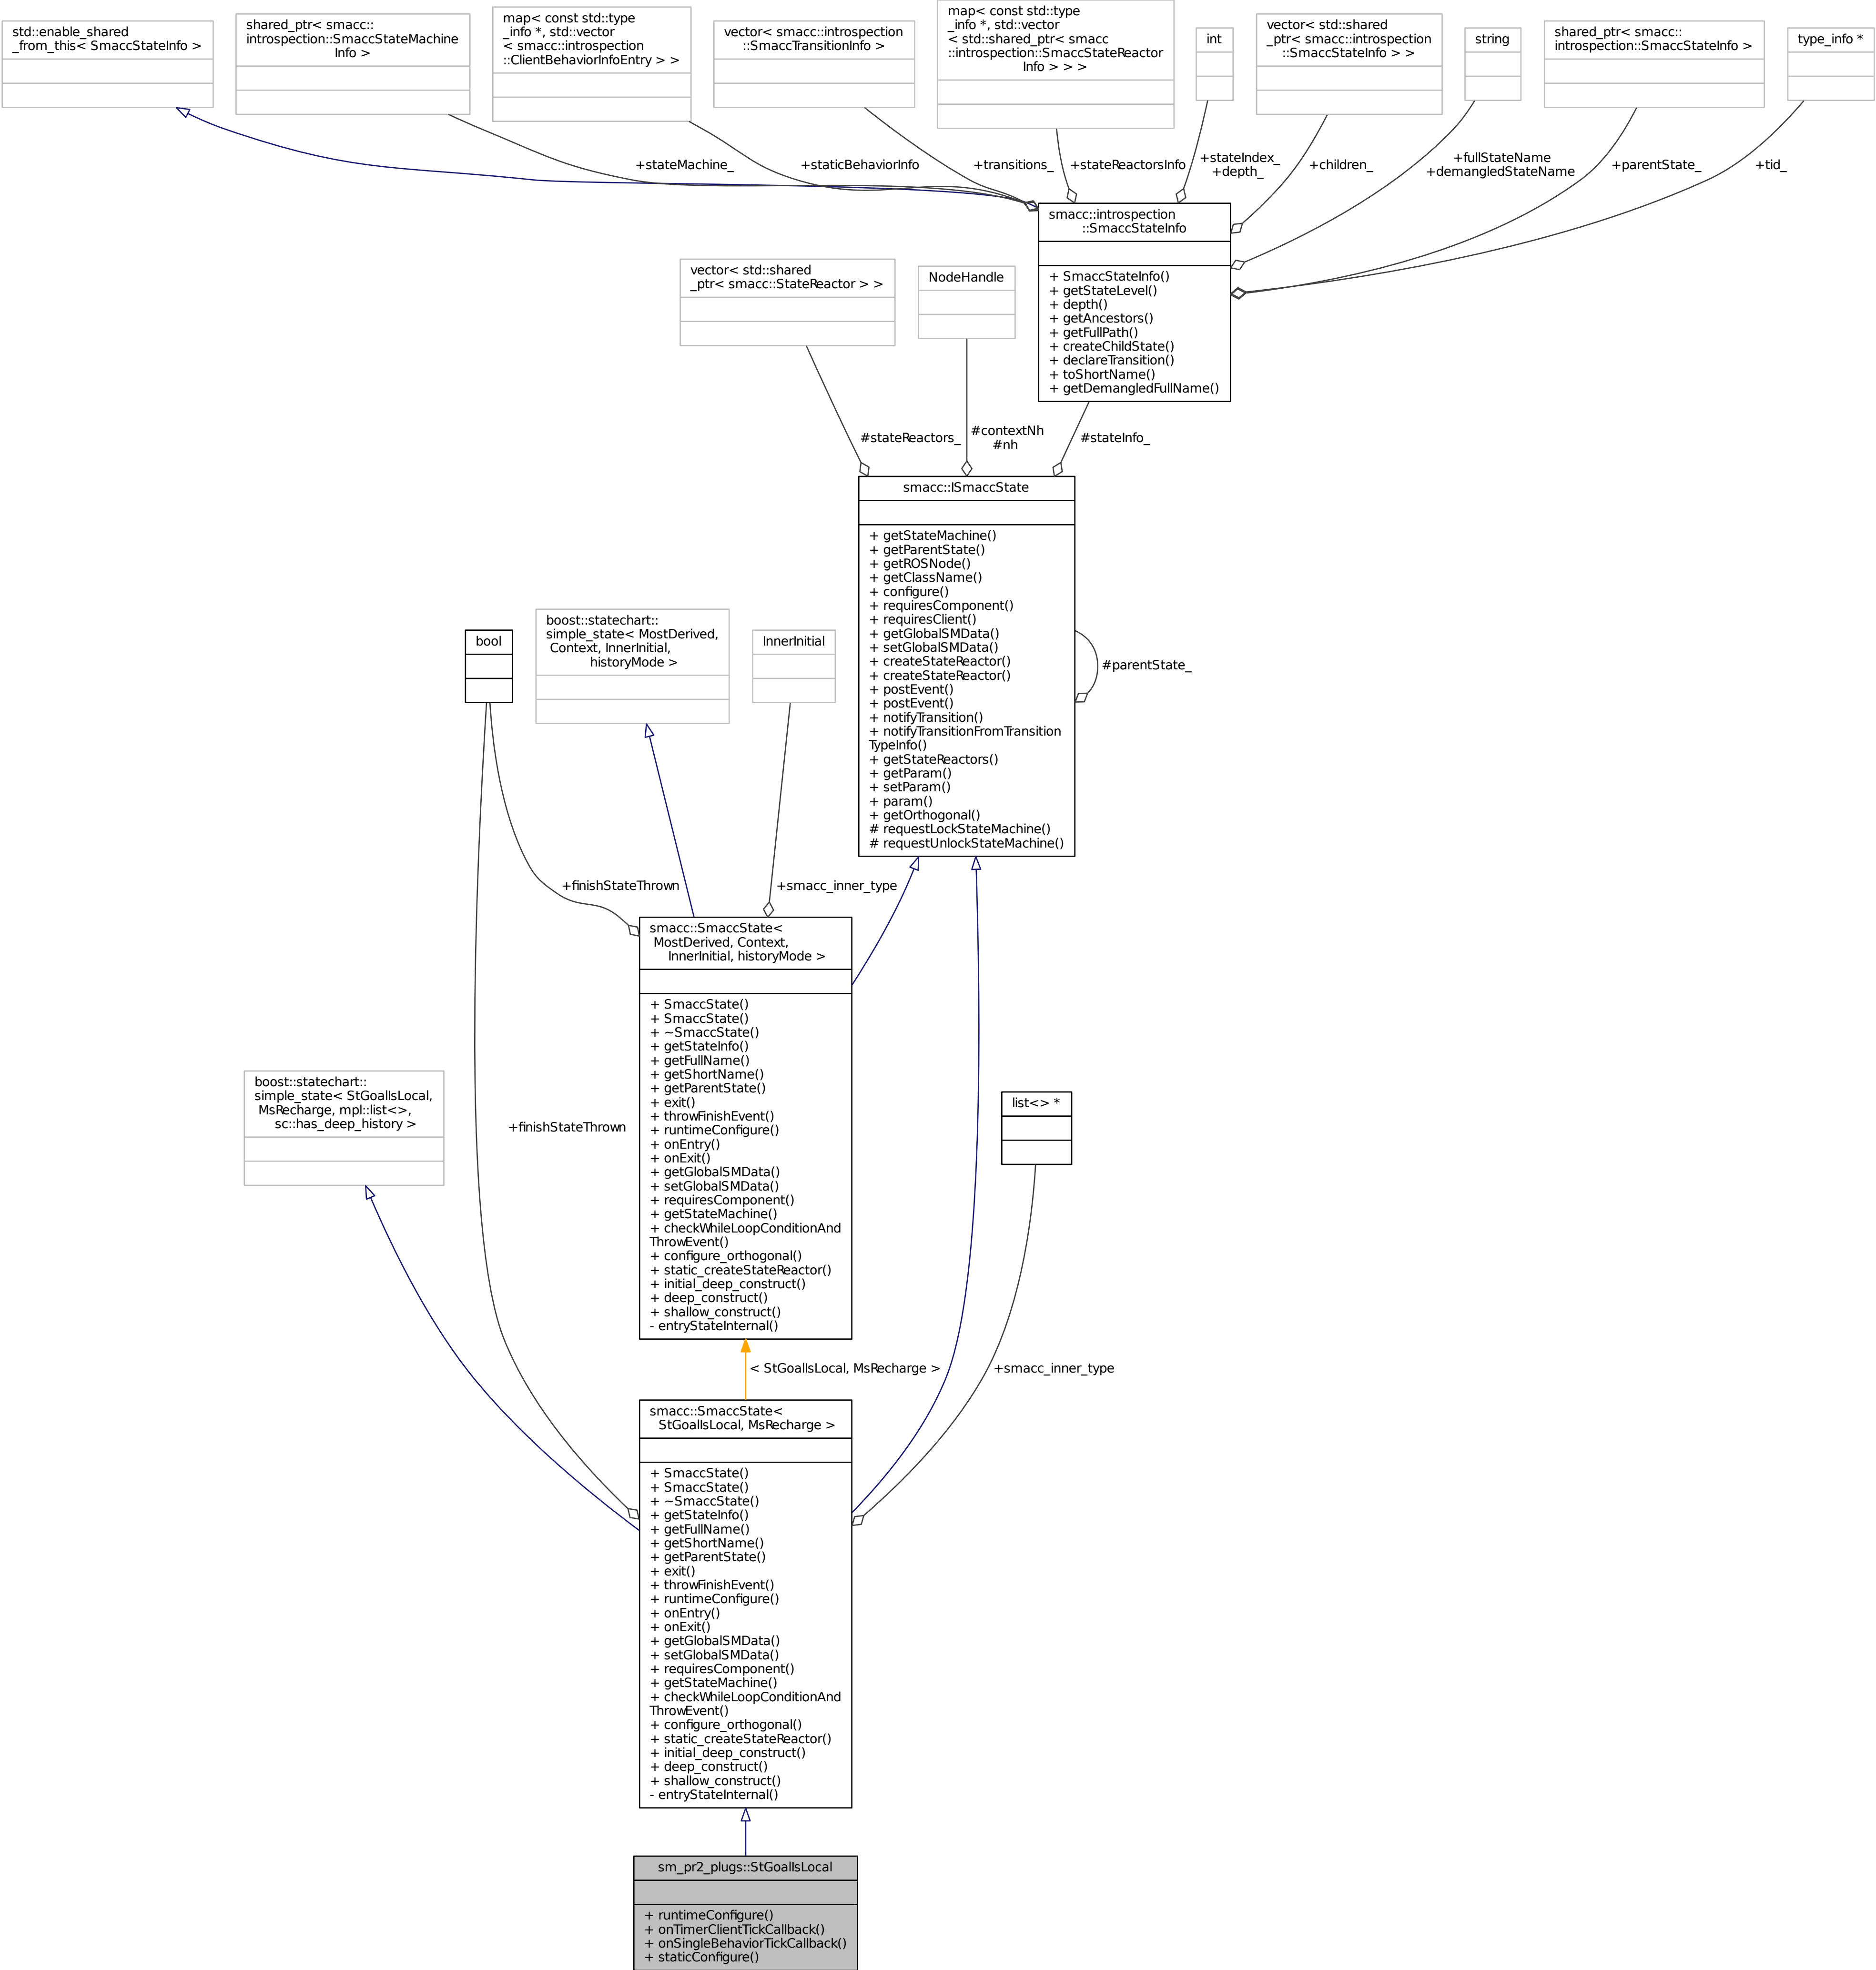 std::enable_shared
_from_this< SmaccStateInfo >
shared_ptr< smacc::
introspection::SmaccStateMachine
Info >
map< const std::type
_info *, std::vector
< smacc::introspection
::ClientBehaviorInfoEntry > >
vector< smacc::introspection
::SmaccTransitionInfo >
map< const std::type
_info *, std::vector
< std::shared_ptr< smacc
::introspection::SmaccStateReactor
Info > > >
int
vector< std::shared
_ptr< smacc::introspection
::SmaccStateInfo > >
string
shared_ptr< smacc::
introspection::SmaccStateInfo >
type_info *
+stateMachine_
+staticBehaviorInfo
+transitions_
+stateReactorsInfo
+stateIndex_
+depth_
+children_
+fullStateName
+demangledStateName
+parentState_
+tid_
smacc::introspection
::SmaccStateInfo
+ SmaccStateInfo()
+ getStateLevel()
+ depth()
+ getAncestors()
+ getFullPath()
+ createChildState()
+ declareTransition()
+ toShortName()
+ getDemangledFullName()
vector< std::shared
_ptr< smacc::StateReactor > >
NodeHandle
#stateReactors_
#contextNh
#nh
#stateInfo_
smacc::ISmaccState
+ getStateMachine()
+ getParentState()
+ getROSNode()
+ getClassName()
+ configure()
+ requiresComponent()
+ requiresClient()
+ getGlobalSMData()
+ setGlobalSMData()
+ createStateReactor()
+ createStateReactor()
+ postEvent()
+ postEvent()
+ notifyTransition()
+ notifyTransitionFromTransition
TypeInfo()
+ getStateReactors()
+ getParam()
+ setParam()
+ param()
+ getOrthogonal()
# requestLockStateMachine()
# requestUnlockStateMachine()
#parentState_
bool
boost::statechart::
simple_state< MostDerived,
Context, InnerInitial,
historyMode >
InnerInitial
+finishStateThrown
+smacc_inner_type
smacc::SmaccState<
MostDerived, Context,
InnerInitial, historyMode >
+ SmaccState()
+ SmaccState()
+ ~SmaccState()
+ getStateInfo()
+ getFullName()
+ getShortName()
+ getParentState()
+ exit()
+ throwFinishEvent()
+ runtimeConfigure()
+ onEntry()
+ onExit()
+ getGlobalSMData()
+ setGlobalSMData()
+ requiresComponent()
+ getStateMachine()
+ checkWhileLoopConditionAnd
ThrowEvent()
+ configure_orthogonal()
+ static_createStateReactor()
+ initial_deep_construct()
+ deep_construct()
+ shallow_construct()
- entryStateInternal()
boost::statechart::
simple_state< StGoalIsLocal,
MsRecharge, mpl::list<>,
sc::has_deep_history >
+finishStateThrown
list<> *
< StGoalIsLocal, MsRecharge >
+smacc_inner_type
smacc::SmaccState<
StGoalIsLocal, MsRecharge >
+ SmaccState()
+ SmaccState()
+ ~SmaccState()
+ getStateInfo()
+ getFullName()
+ getShortName()
+ getParentState()
+ exit()
+ throwFinishEvent()
+ runtimeConfigure()
+ onEntry()
+ onExit()
+ getGlobalSMData()
+ setGlobalSMData()
+ requiresComponent()
+ getStateMachine()
+ checkWhileLoopConditionAnd
ThrowEvent()
+ configure_orthogonal()
+ static_createStateReactor()
+ initial_deep_construct()
+ deep_construct()
+ shallow_construct()
- entryStateInternal()
sm_pr2_plugs::StGoalIsLocal
+ runtimeConfigure()
+ onTimerClientTickCallback()
+ onSingleBehaviorTickCallback()
+ staticConfigure()